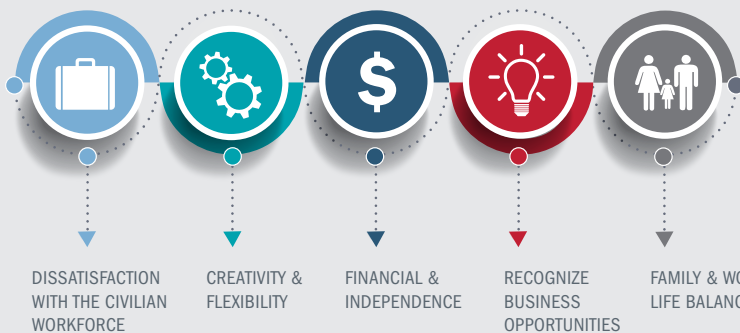 $
DISSATISFACTION
WITH THE CIVILIAN
WORKFORCE
CREATIVITY &
FLEXIBILITY
FINANCIAL &
INDEPENDENCE
RECOGNIZE
BUSINESS
OPPORTUNITIES
FAMILY &
LIFE